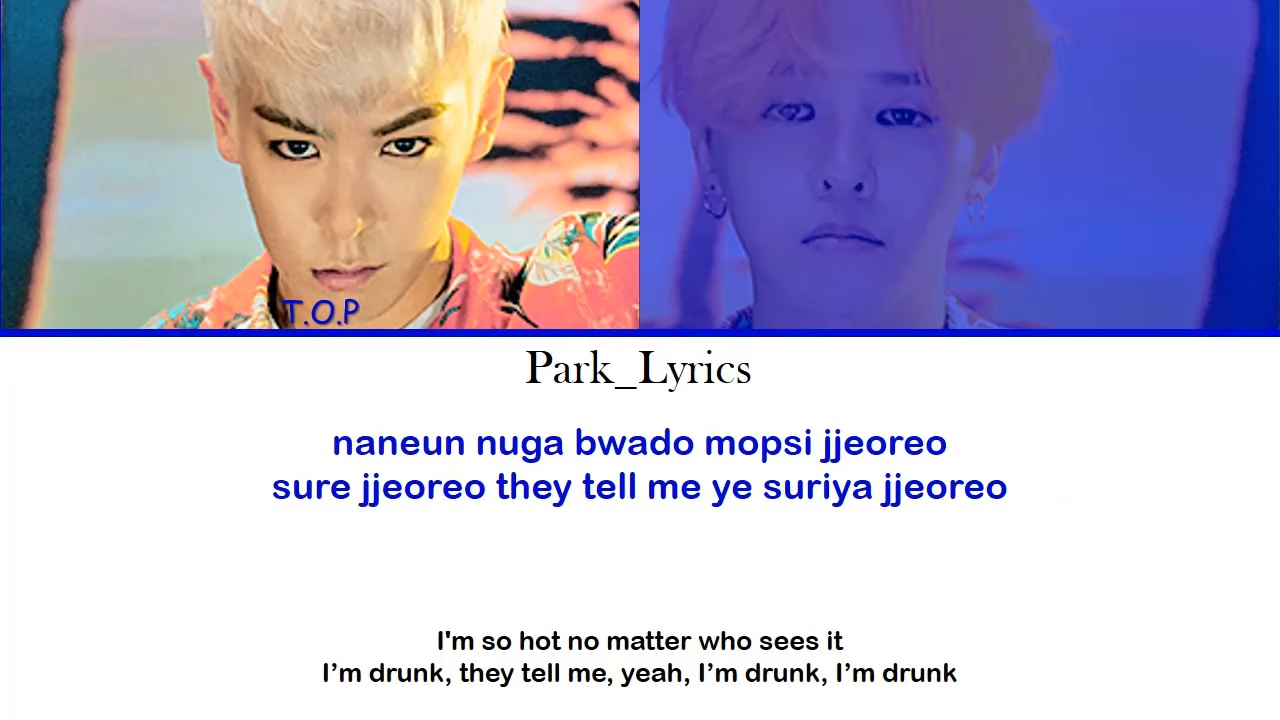 T.O.P
Park_Lyrics
naneun nuga bwado mopsi jjeoreo
sure jjeoreo they tell me ye suriya jjeoreo
I'm so hot no matter who sees it
I’m drunk, they tell me, yeah, I’m drunk, I’m drunk